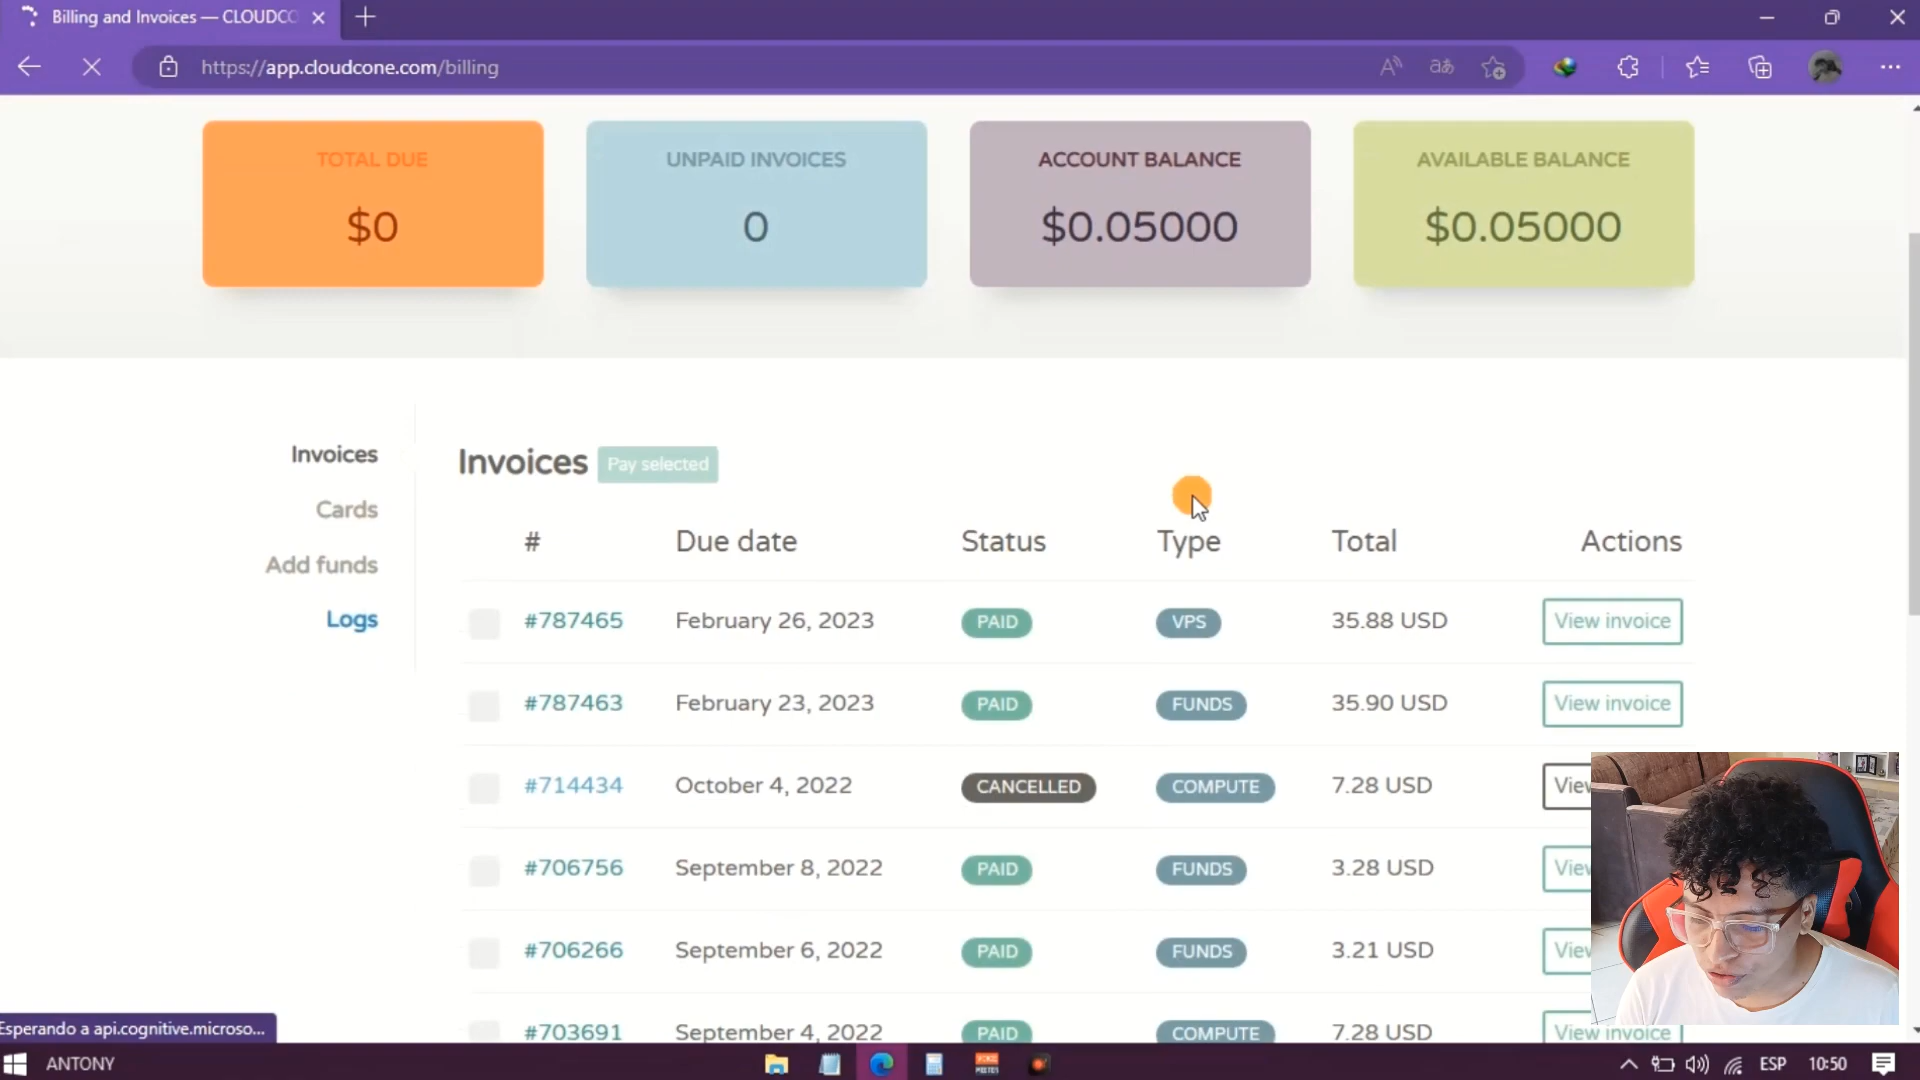 Billing and Invoices — CLOUDCO
https://app.cloudcone.com/billing
TOTAL DUE
$0
UNPAID INVOICES
0
ACCOUNT BALANCE
$0.05000
AVAILABLE BALANCE
$0.05000
Invoices
Cards
Add funds
Logs
Invoices Pay selected
# Due date Status Type Total Actions
#787465 February 26, 2023 PAID VPS 35.88 USD View invoice
#787463 February 23, 2023 PAID FUNDS 35.90 USD View invoice
#714434 October 4, 2022 CANCELLED COMPUTE 7.28 USD View
#706756 September 8, 2022 PAID FUNDS 3.28 USD View
#706266 September 6, 2022 PAID FUNDS 3.21 USD View
#703691 September 4, 2022 PAID COMPUTE 7.28 USD View invoice
Esperando a api.cognitive.microso...
ANTONY
ESP 10:50